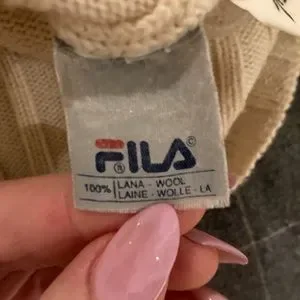 FILA©
®
100% LANA - WOOL
LAINE - WOLLE - LA